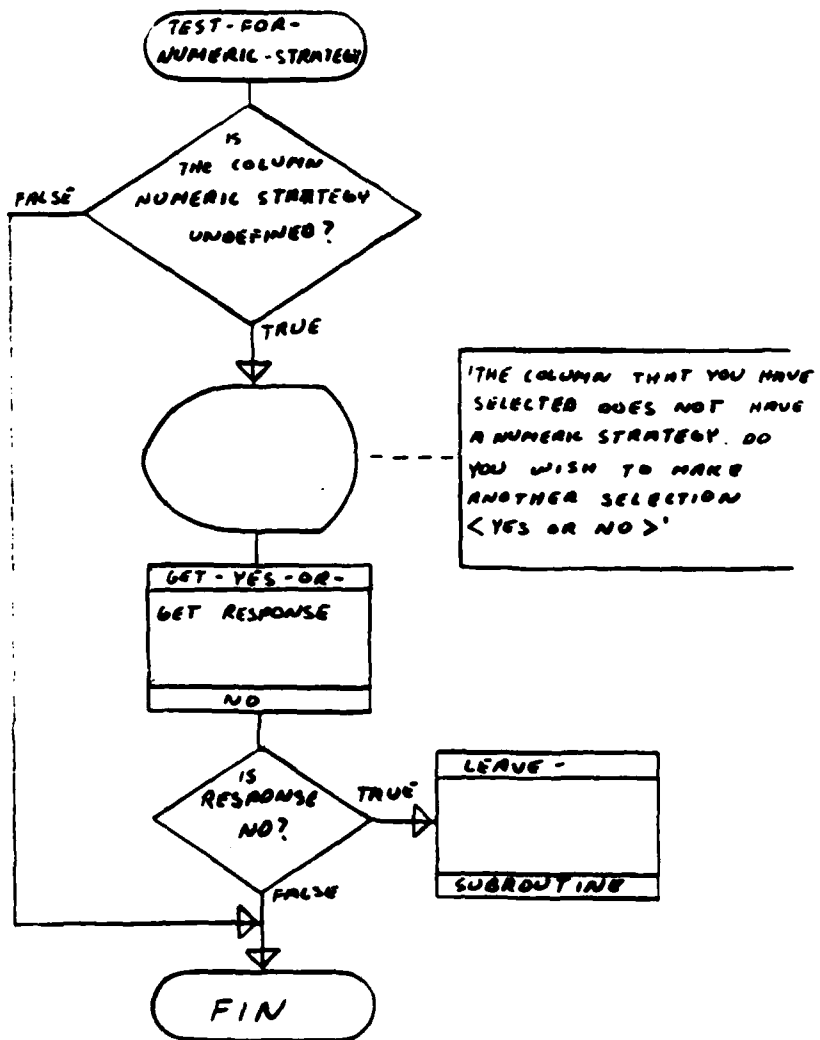 TEST-FOR-
NUMERIC-STRATEGY
IS
THE COLUMN
NUMERIC STRATEGY
UNDEFINED?
FALSE
TRUE
'THE COLUMN THAT YOU HAVE
SELECTED DOES NOT HAVE
A NUMERIC STRATEGY. DO
YOU WISH TO MAKE
ANOTHER SELECTION
<YES OR NO>'
GET-YES-OR-
GET RESPONSE
NO
IS
RESPONSE
NO?
TRUE
LEAVE-
SUBROUTINE
FALSE
FIN